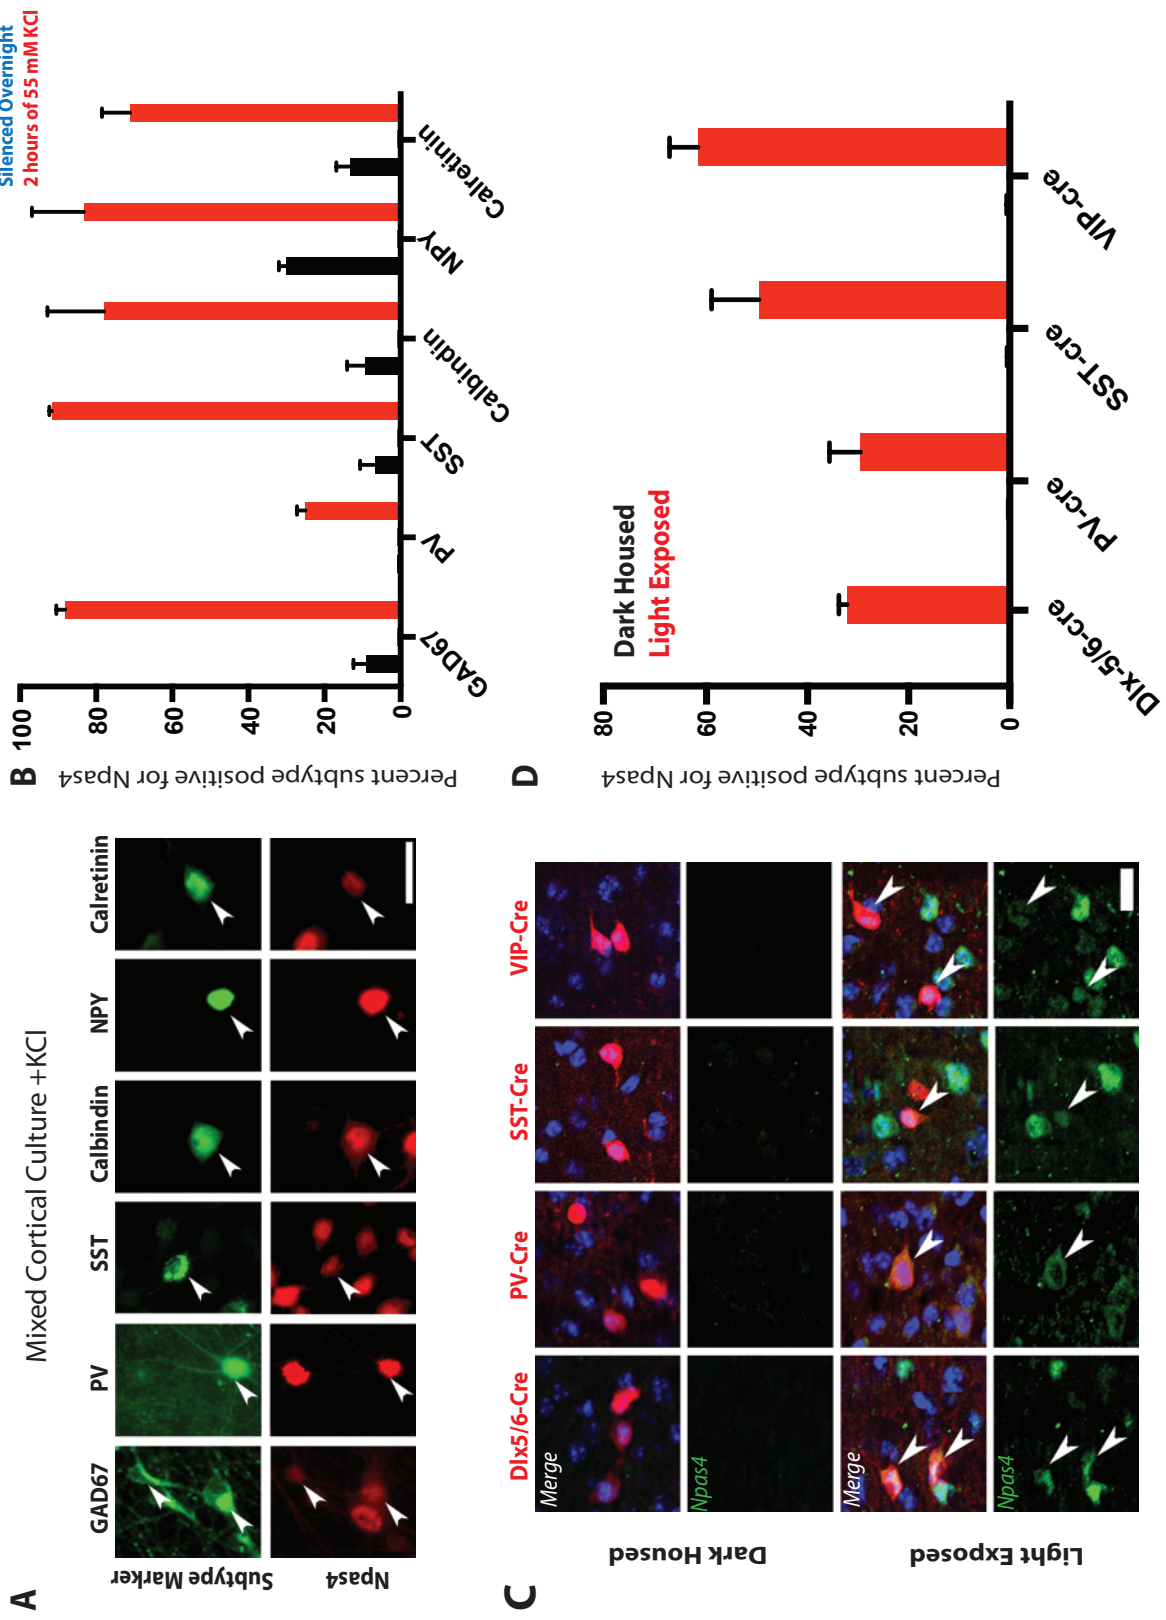 A
Mixed Cortical Culture +KCl
GAD67
PV
SST
Calbindin
NPY
Calretinin
Subtype Marker
Npas4
B
Silenced Overnight
2 hours of 55 mM KCl
Percent subtype positive for Npas4
100
80
60
40
20
0
GAD67
PV
SST
Calbindin
NPY
Calretinin
C
Dlx5/6-Cre
PV-Cre
SST-Cre
VIP-Cre
Dark Housed
Merge
Npas4
Light Exposed
Merge
Npas4
D
Dark Housed
Light Exposed
Percent subtype positive for Npas4
80
60
40
20
0
Dlx-5/6-cre
PV-cre
SST-cre
VIP-cre